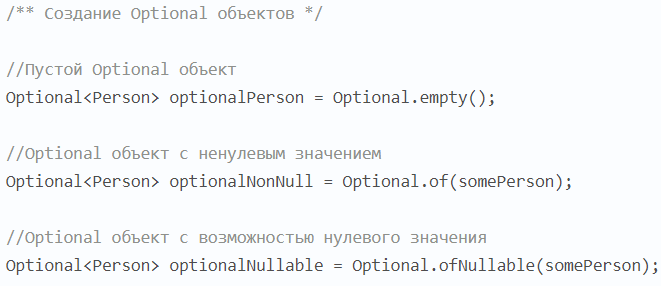 /** Создание Optional объектов */
//Пустой Optional объект
Optional<Person> optionalPerson = Optional.empty();
//Optional объект с ненулевым значением
Optional<Person> optionalNonNull = Optional.of(somePerson);
//Optional объект с возможностью нулевого значения
Optional<Person> optionalNullable = Optional.ofNullable(somePerson);